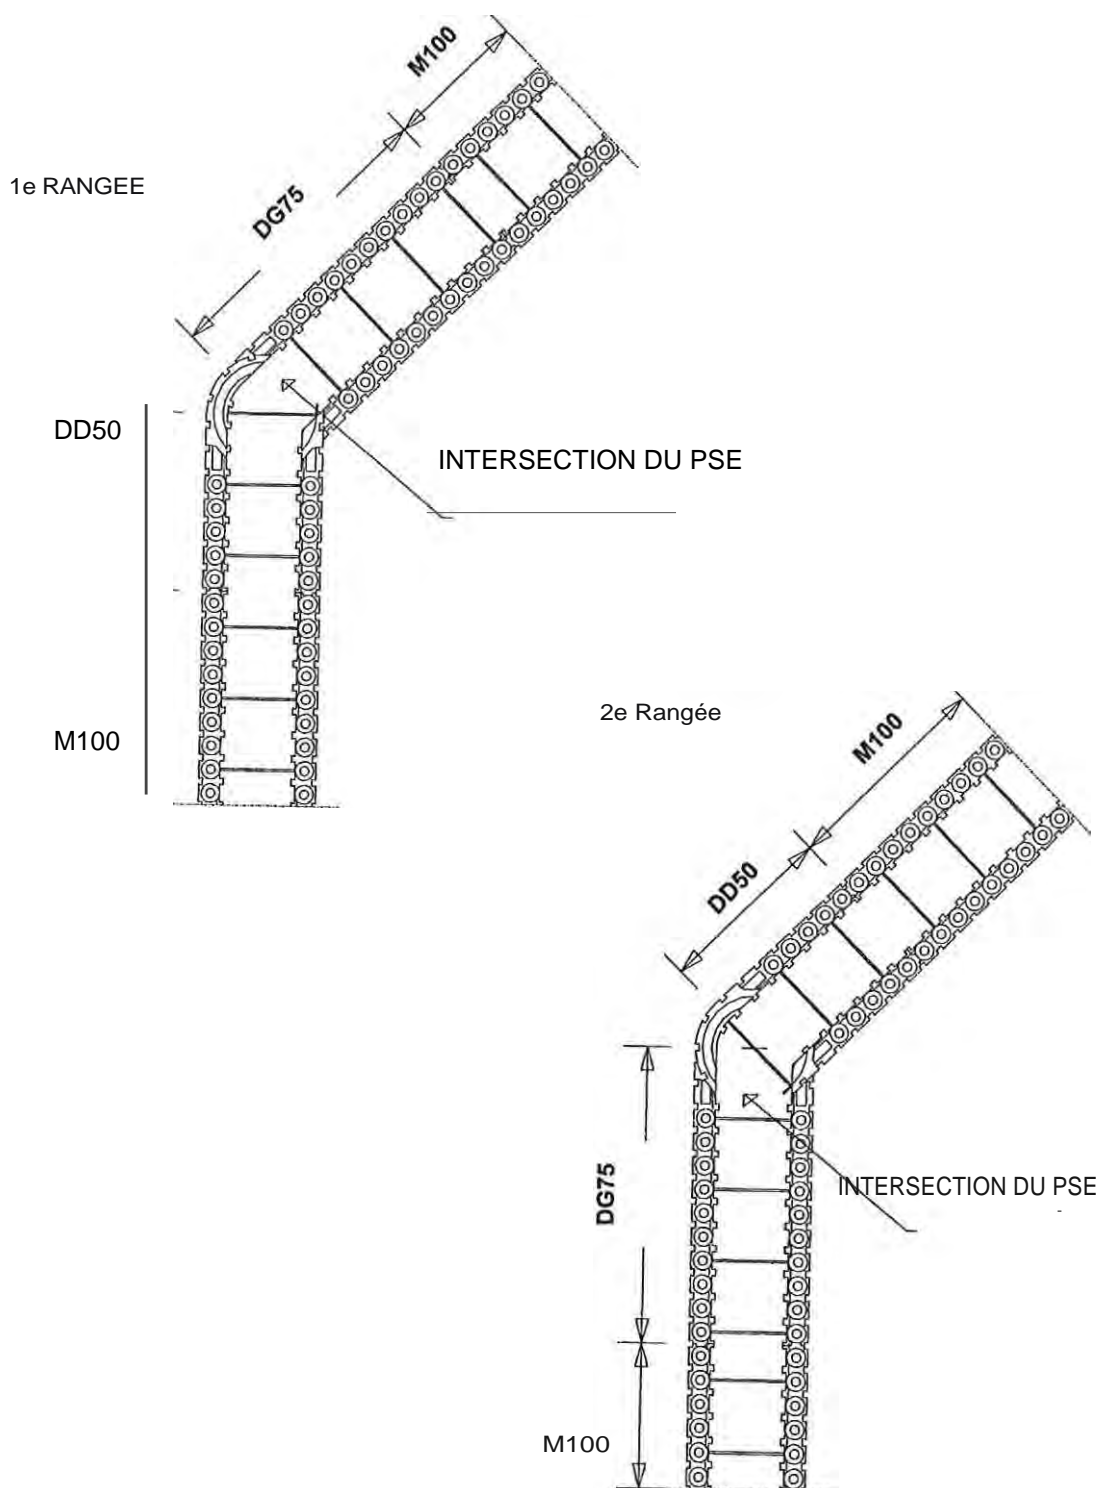 M100
1e RANGEE
DG75
DD50
INTERSECTION DU PSE
M100
2e Rangée
M100
DD50
DG75
INTERSECTION DU PSE
M100